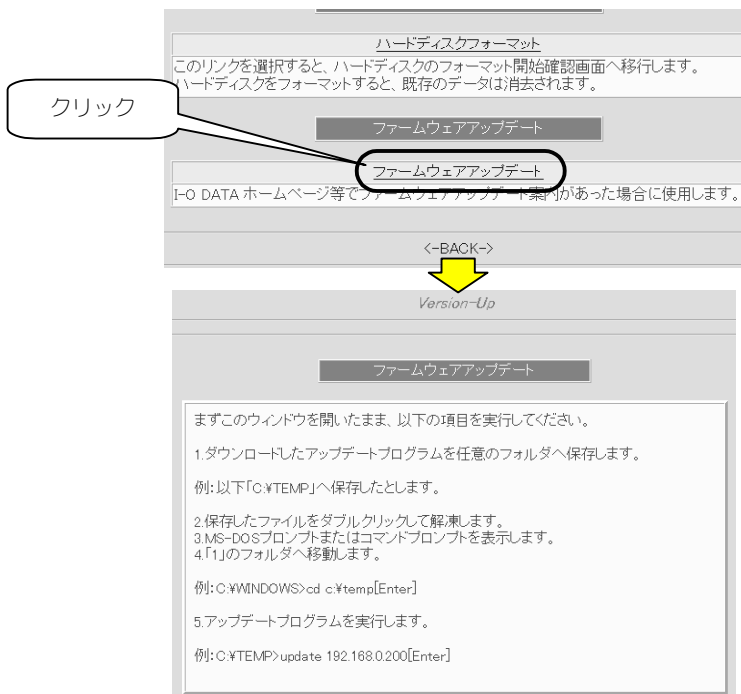 ハードディスクフォーマット
このリンクを選択すると、ハードディスクのフォーマット開始確認画面へ移行します。
ハードディスクをフォーマットすると、既存のデータは消去されます。
クリック
ファームウェアアップデート
ファームウェアアップデート
I-O DATA ホームページ等でファームウェアアップデート案内があった場合に使用します。
<-BACK->
Version-Up
ファームウェアアップデート
まずこのウィンドウを開いたまま、以下の項目を実行してください。
1.ダウンロードしたアップデートプログラムを任意のフォルダへ保存します。
例：以下「C:¥TEMP」へ保存したとします。
2.保存したファイルをダブルクリックして解凍します。
3.MS-DOSプロンプトまたはコマンドプロンプトを表示します。
4.「1」のフォルダへ移動します。
例：C:¥WINDOWS>cd c:¥temp[Enter]
5.アップデートプログラムを実行します。
例：C:¥TEMP>update 192.168.0.200[Enter]